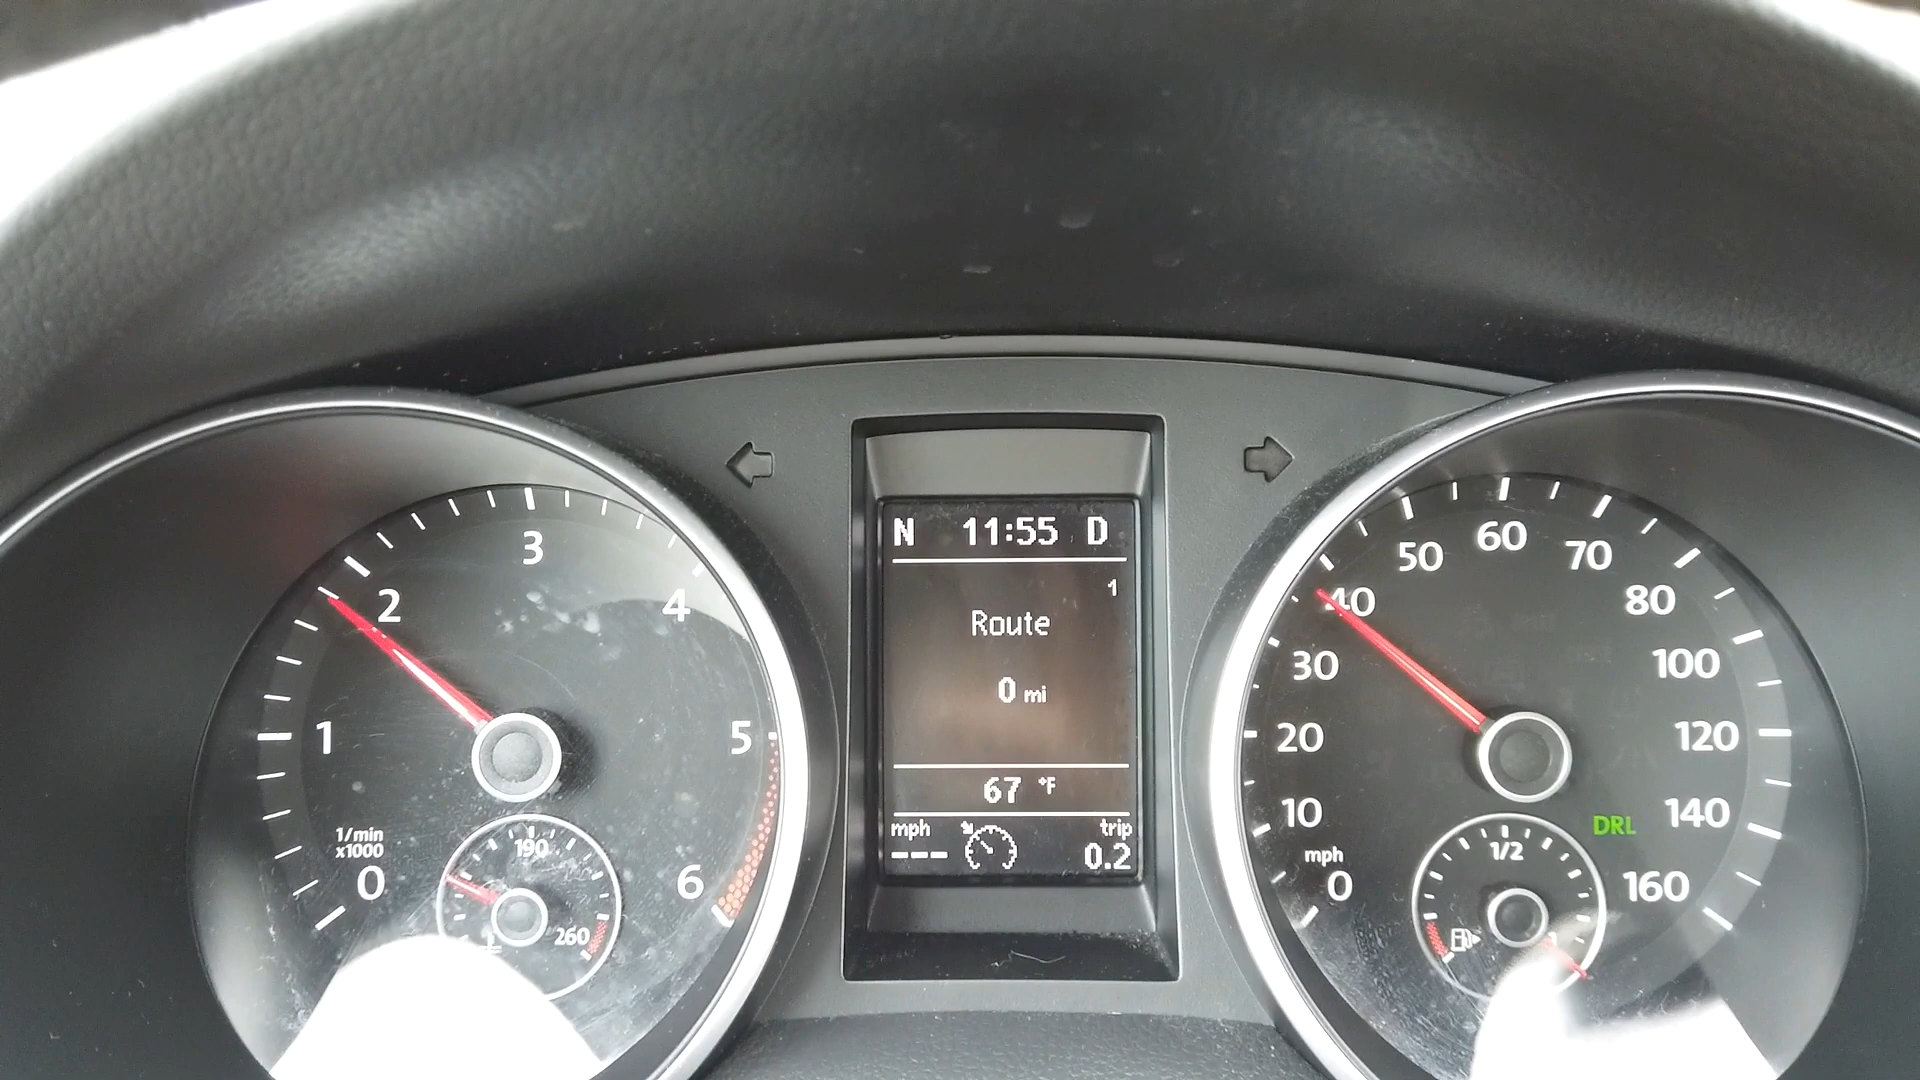 N 11:55 D
1
Route
0 mi
67 °F
mph trip
--- 0.2
0 1 2 3 4 5 6
1/min
x1000
190
260
0 10 20 30 40 50 60 70 80 100 120 140 160
mph
DRL
1/2
1